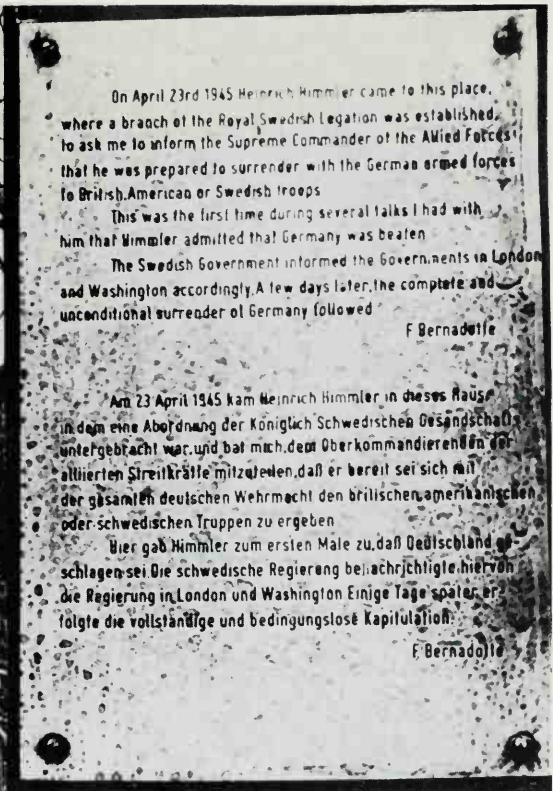 On April 23rd 1945 Heinrich Himmler came to this place,
where a branch of the Royal Swedish Legation was established,
to ask me to inform the Supreme Commander of the Allied Forces
that he was prepared to surrender with the German armed forces
to British, American or Swedish troops
This was the first time during several talks I had with
him that Himmler admitted that Germany was beaten
The Swedish Government informed the Governments in London
and Washington accordingly. A few days later, the complete and
unconditional surrender of Germany followed
F Bernadotte
Am 23 April 1945 kam Heinrich Himmler in dieses Haus,
in dem eine Abordnung der Königlich Schwedischen Gesandschaft
untergebracht war, und bat mich, dem Oberkommandierenden der
alliierten Streitkräfte mitzuteilen, daß er bereit sei sich mit
der gesamten deutschen Wehrmacht den britischen, amerikanischen
oder schwedischen Truppen zu ergeben
Hier gab Himmler zum ersten Male zu, daß Deutschland ge-
schlagen sei. Die schwedische Regierung benachrichtigte hiervon
die Regierung in London und Washington Einige Tage später er-
folgte die vollständige und bedingungslose Kapitulation.
F. Bernadotte